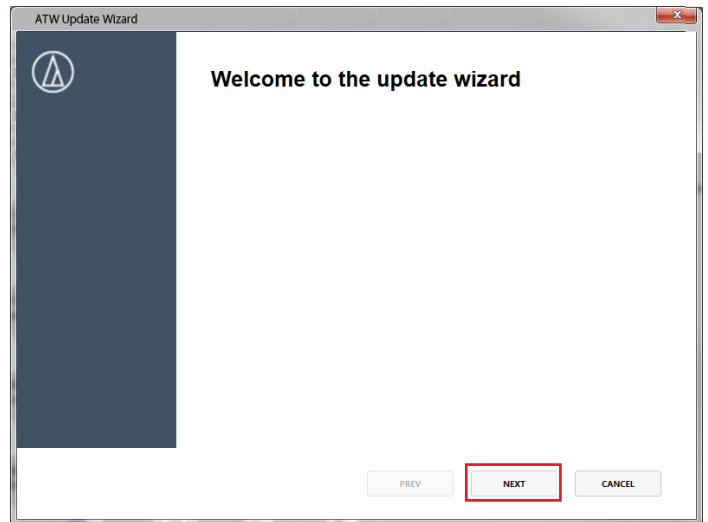 ATW Update Wizard
Welcome to the update wizard
PREV NEXT CANCEL